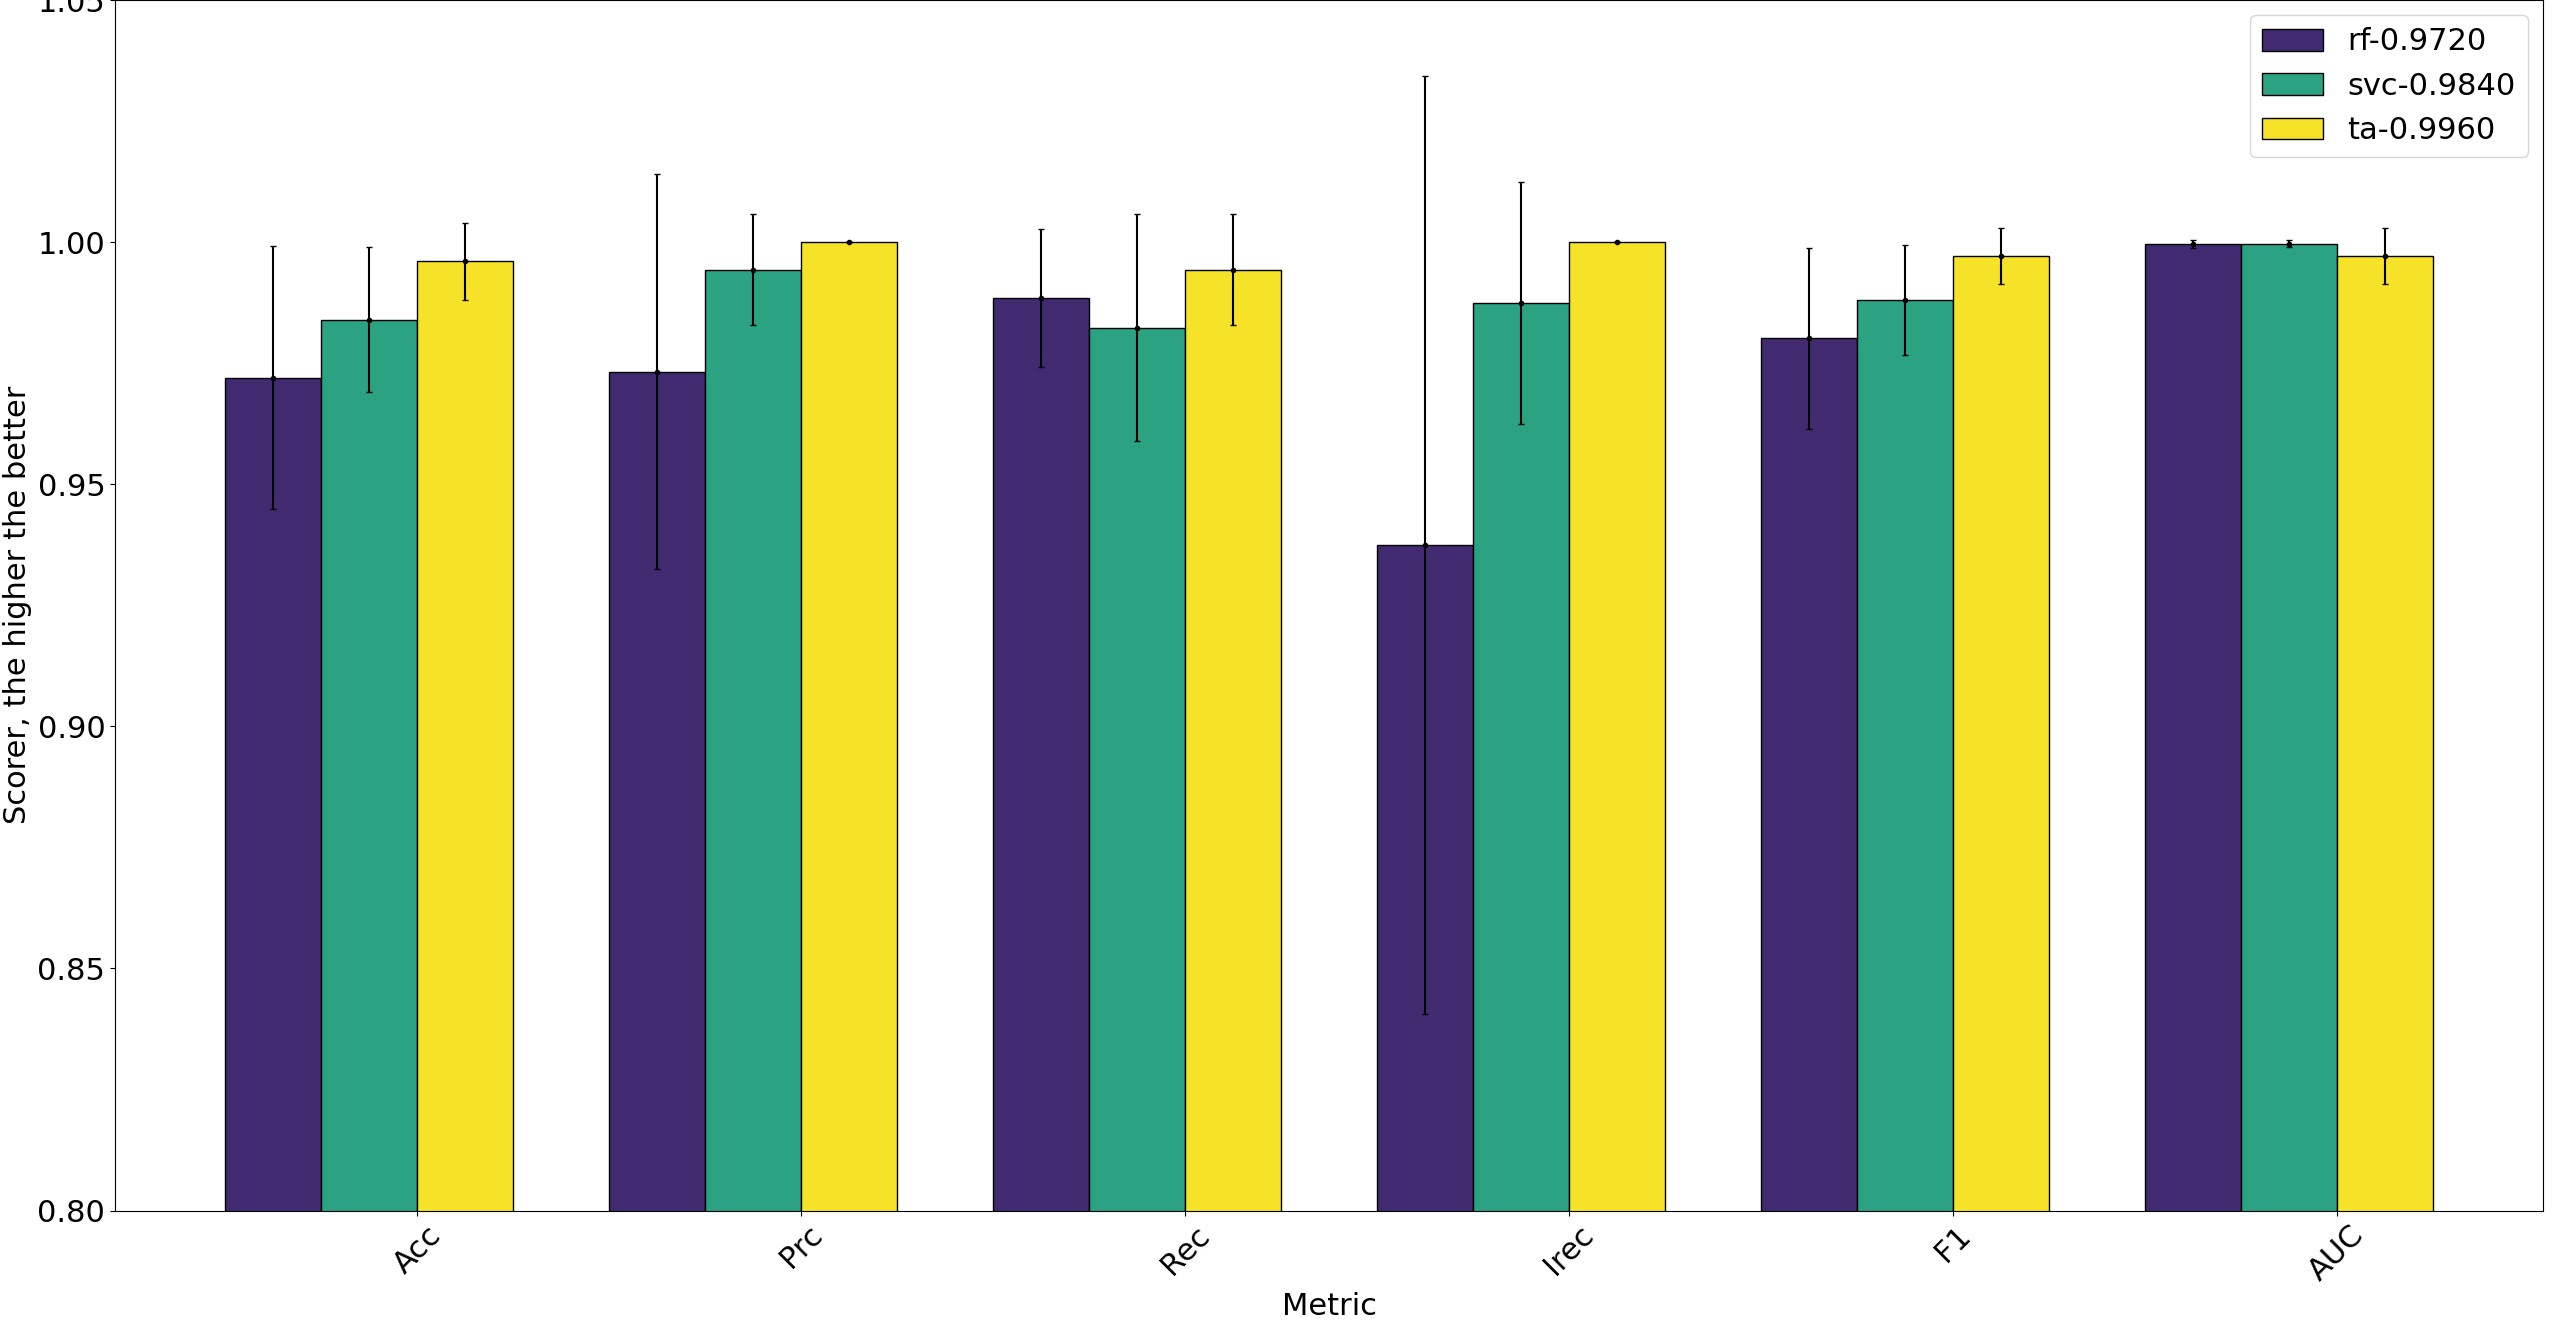 1.05
1.00
0.95
0.90
0.85
0.80
Scorer, the higher the better
rf-0.9720
svc-0.9840
ta-0.9960
Acc
Prc
Rec
Irec
F1
AUC
Metric